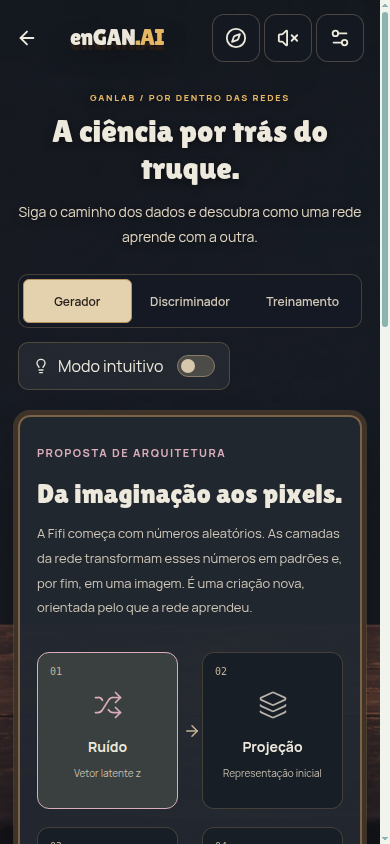 enGAN.AI
GANLAB / POR DENTRO DAS REDES
A ciência por trás do
truque.
Siga o caminho dos dados e descubra como uma rede
aprende com a outra.
Gerador
Discriminador
Treinamento
Modo intuitivo
PROPOSTA DE ARQUITETURA
Da imaginação aos pixels.
A Fifi começa com números aleatórios. As camadas
da rede transformam esses números em padrões e,
por fim, em uma imagem. É uma criação nova,
orientada pelo que a rede aprendeu.
01
Ruído
Vetor latente z
02
Projeção
Representação inicial